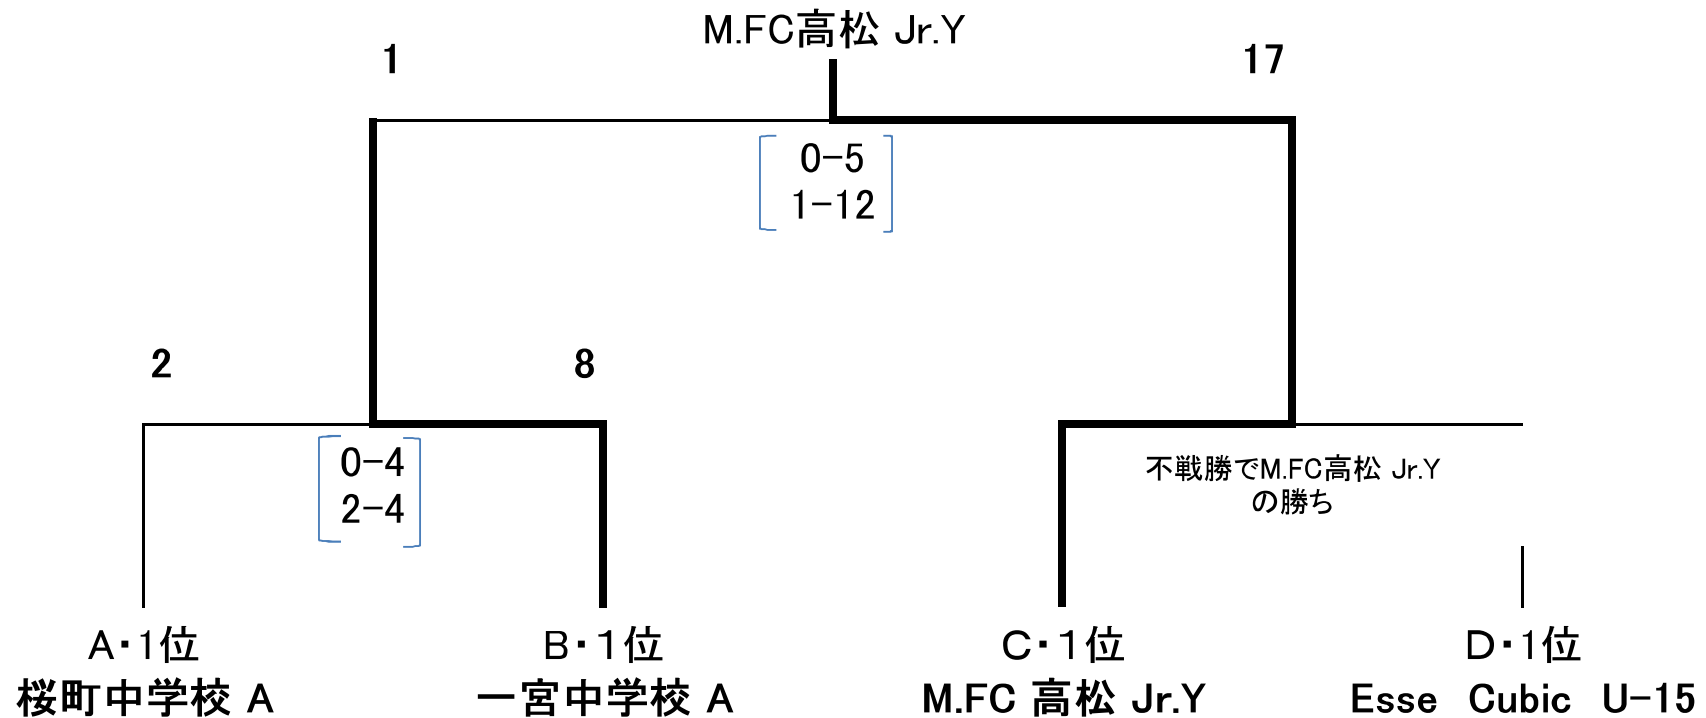 M.FC高松 Jr.Y
1
17
0-5
1-12
2
8
0-4
2-4
不戦勝でM.FC高松 Jr.Y
の勝ち
A・1位
B・1位
C・1位
D・1位
桜町中学校 A
一宮中学校 A
M.FC 高松 Jr.Y
Esse Cubic U-15